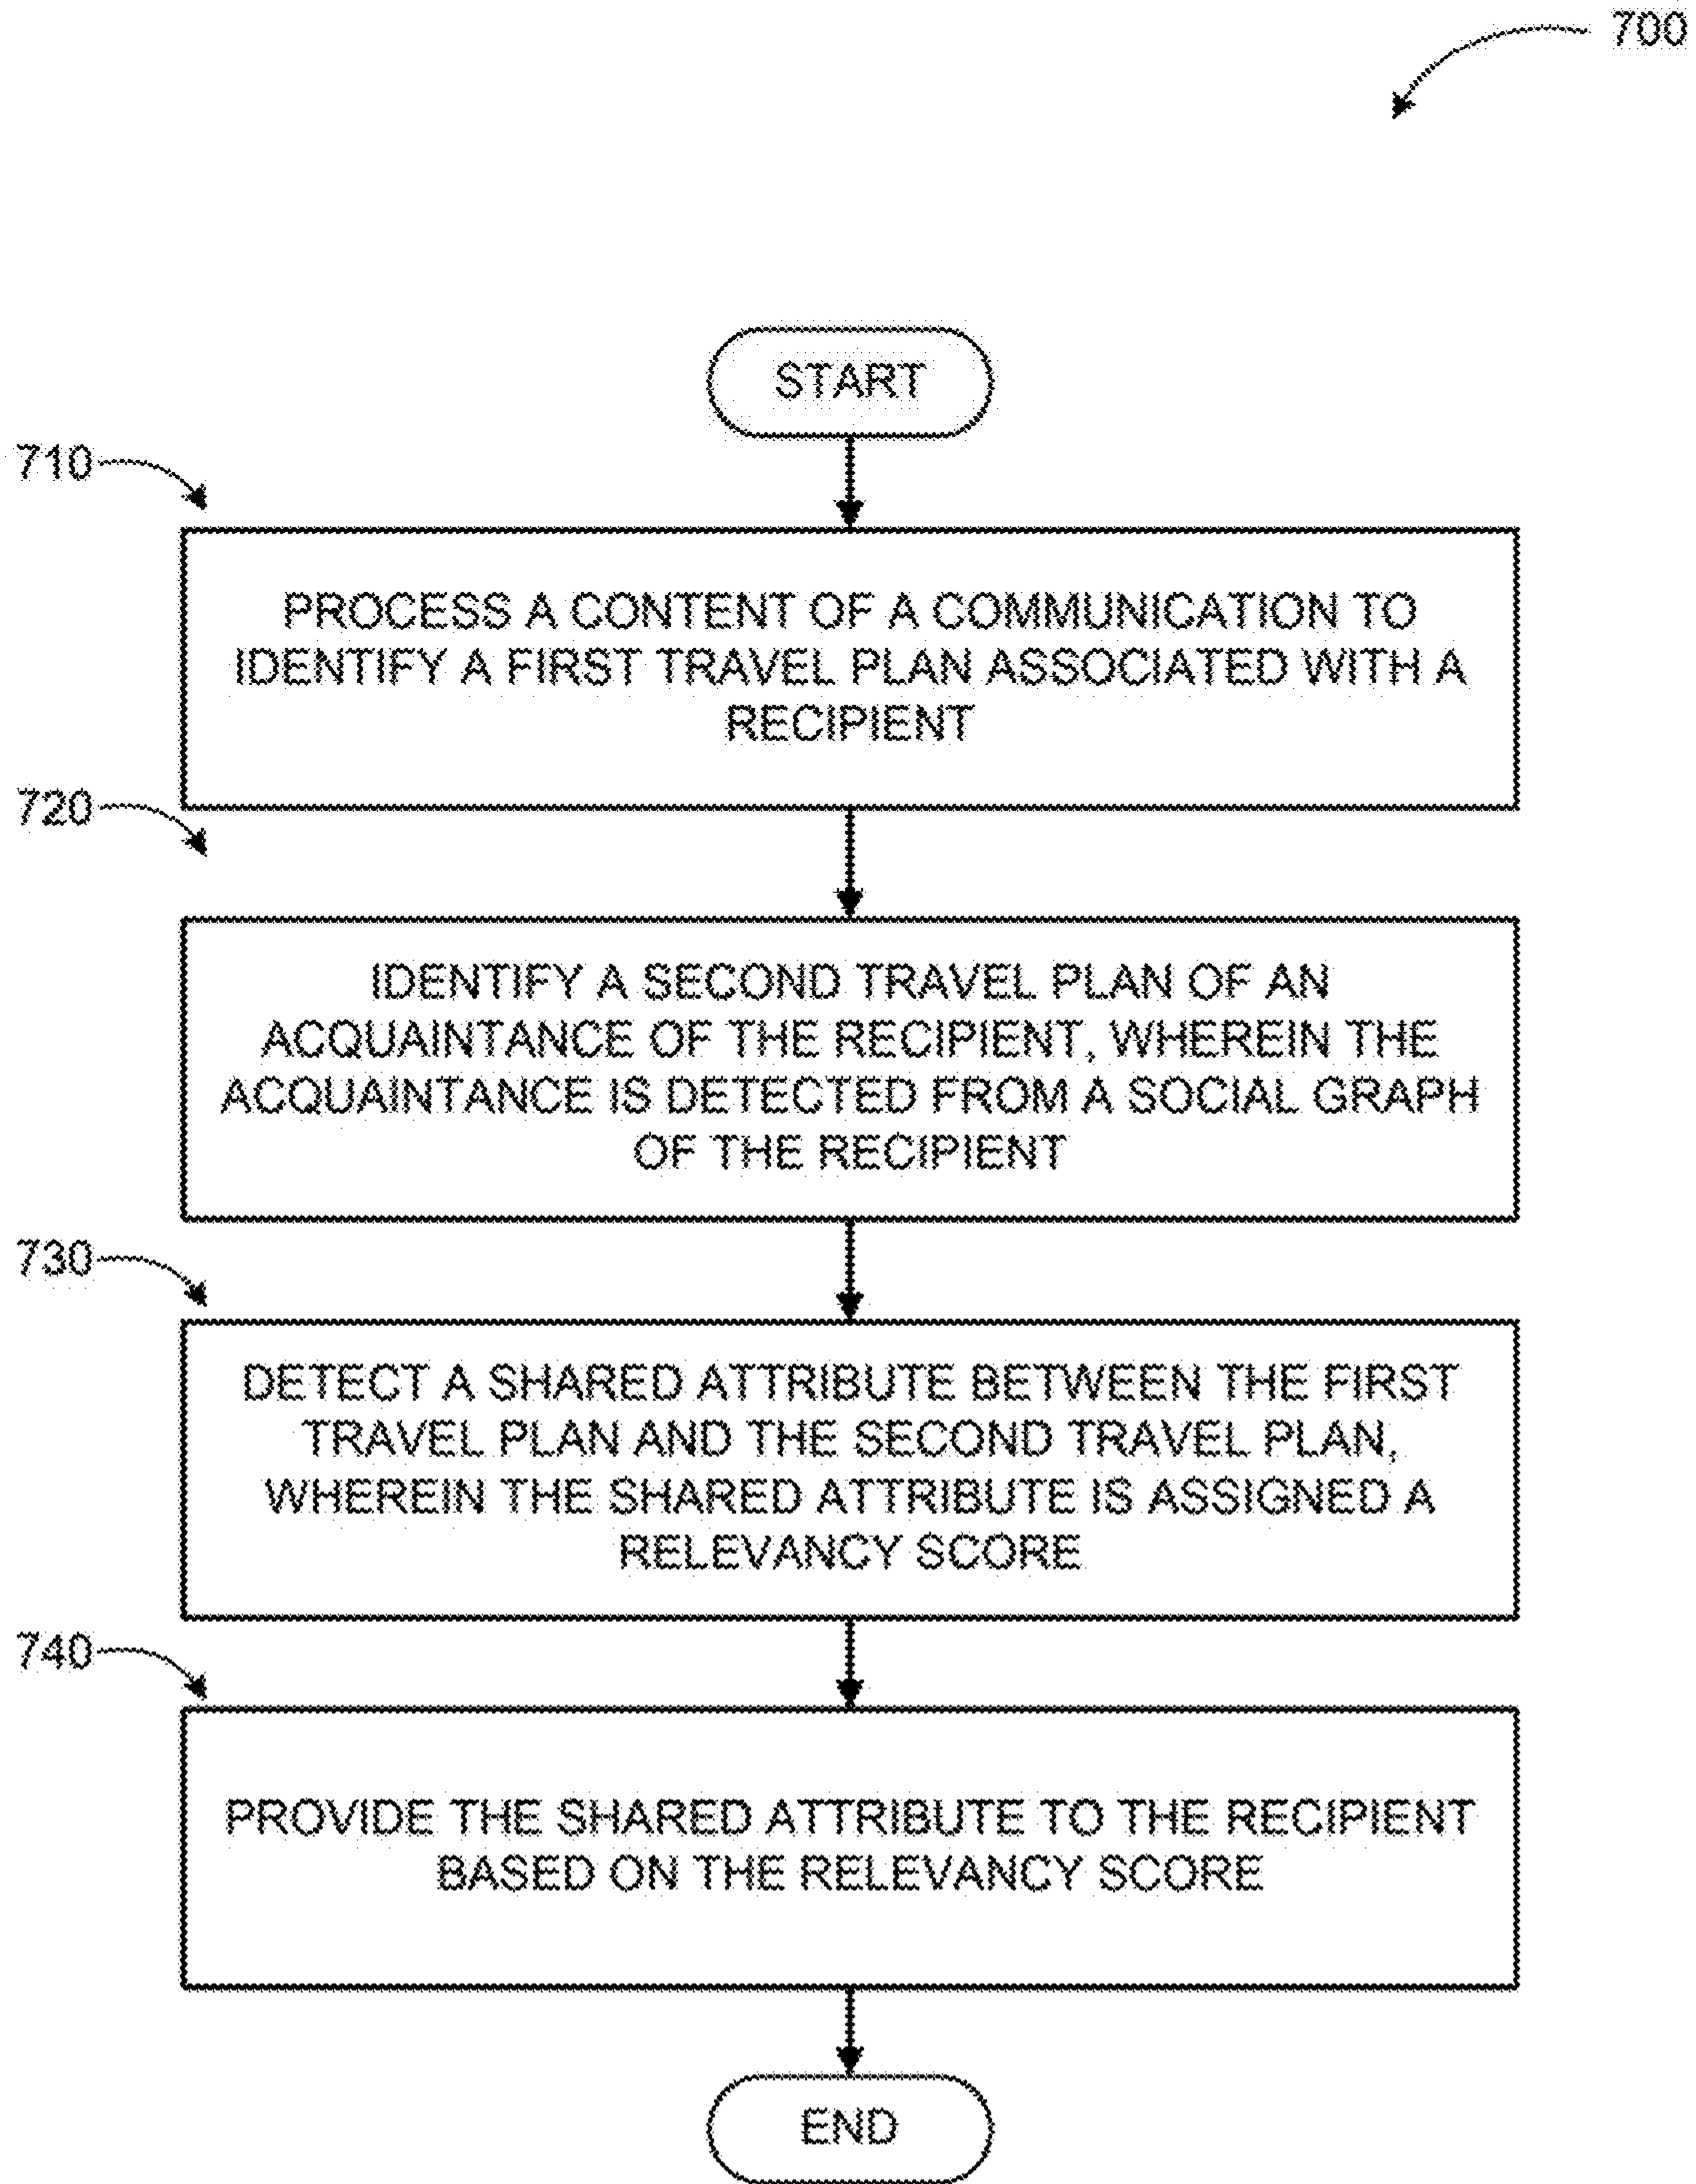 700
START
710
PROCESS A CONTENT OF A COMMUNICATION TO
IDENTIFY A FIRST TRAVEL PLAN ASSOCIATED WITH A
RECIPIENT
720
IDENTIFY A SECOND TRAVEL PLAN OF AN
ACQUAINTANCE OF THE RECIPIENT, WHEREIN THE
ACQUAINTANCE IS DETECTED FROM A SOCIAL GRAPH
OF THE RECIPIENT
730
DETECT A SHARED ATTRIBUTE BETWEEN THE FIRST
TRAVEL PLAN AND THE SECOND TRAVEL PLAN,
WHEREIN THE SHARED ATTRIBUTE IS ASSIGNED A
RELEVANCY SCORE
740
PROVIDE THE SHARED ATTRIBUTE TO THE RECIPIENT
BASED ON THE RELEVANCY SCORE
END